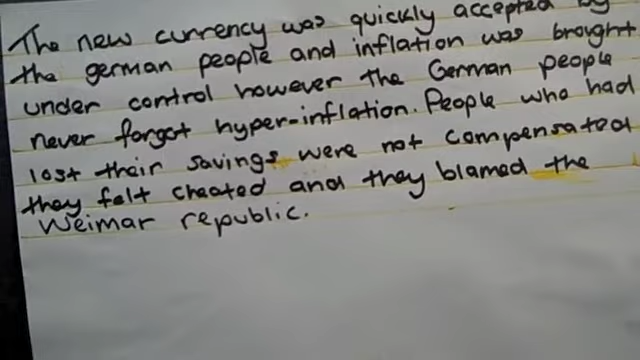 The new currency was quickly accepted by
the german people and inflation was brought
under control however the German people
never forgot hyper-inflation. People who had
lost their savings were not compensated
they felt cheated and they blamed the
Weimar republic.